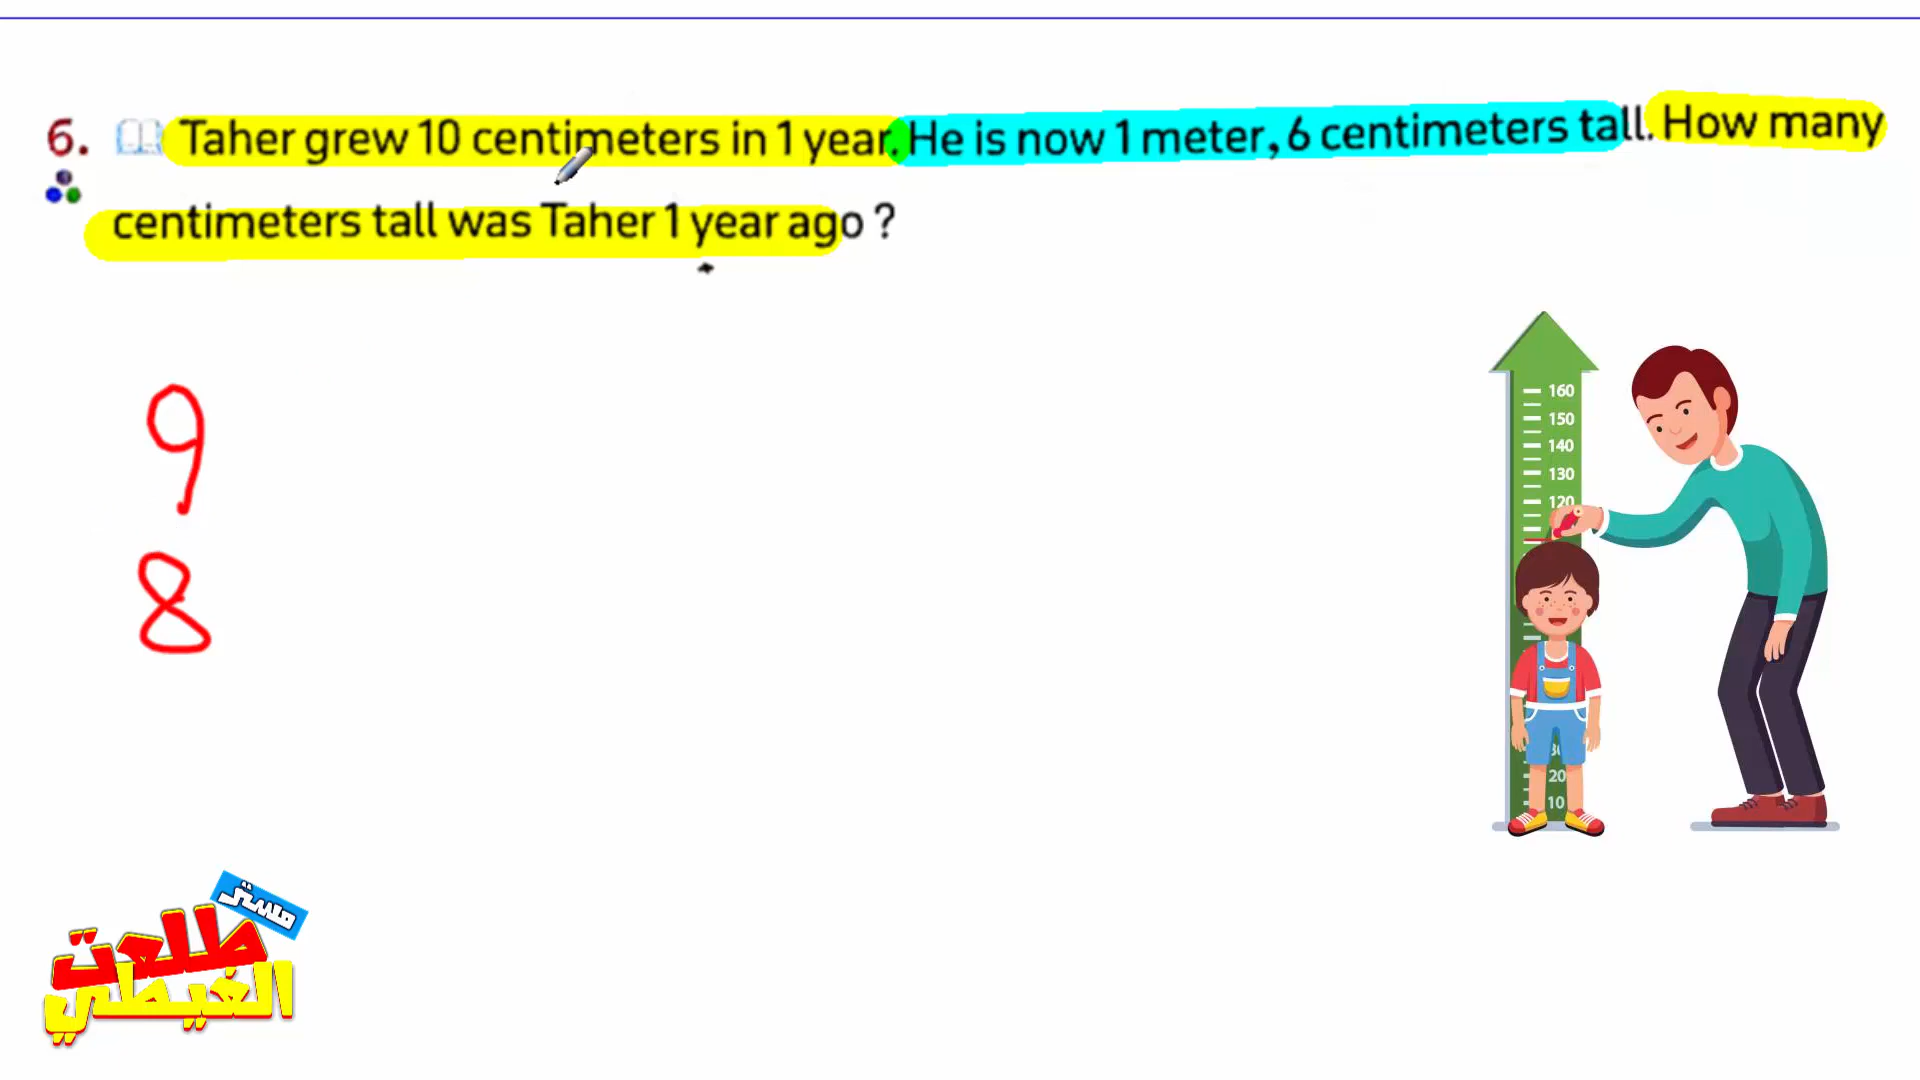 6. Taher grew 10 centimeters in 1 year. He is now 1 meter, 6 centimeters tall. How many
centimeters tall was Taher 1 year ago ?
9
8
160
150
140
130
120
30
20
10
مستر
طلعت
الغيطي